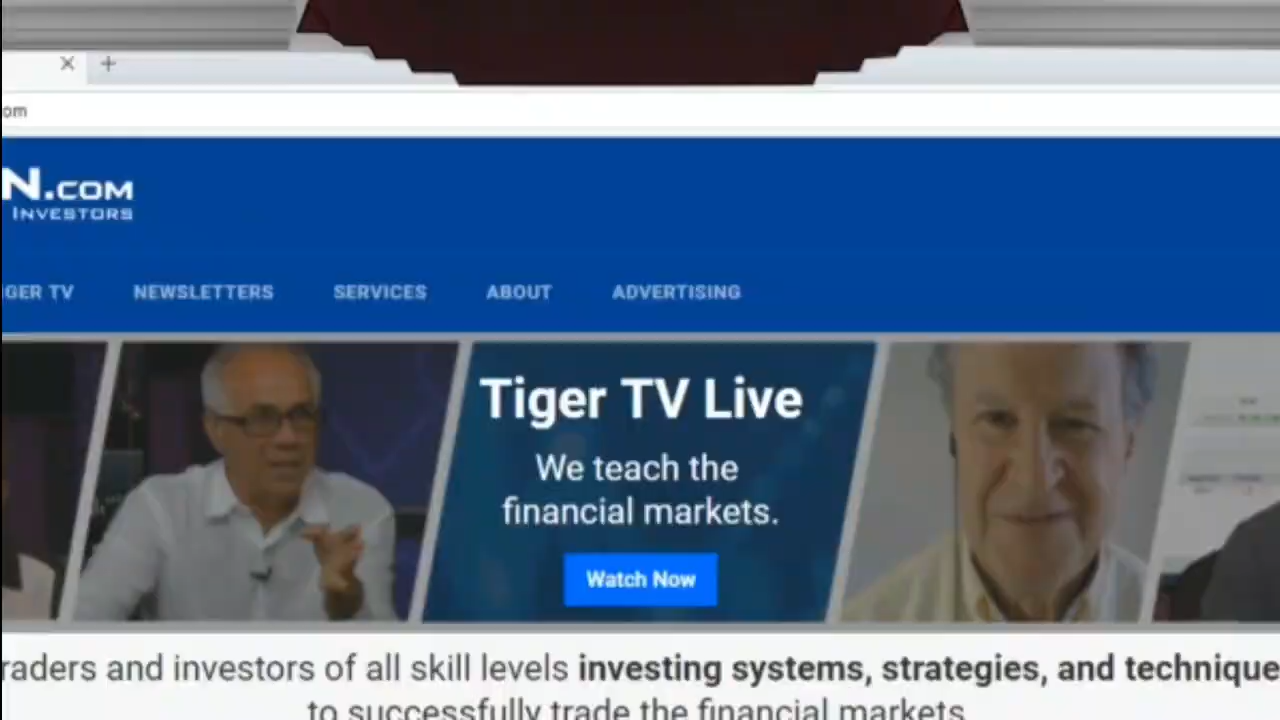 om
N.COM
INVESTORS
IGER TV NEWSLETTERS SERVICES ABOUT ADVERTISING
Tiger TV Live
We teach the
financial markets.
Watch Now
raders and investors of all skill levels investing systems, strategies, and technique
to successfully trade the financial markets